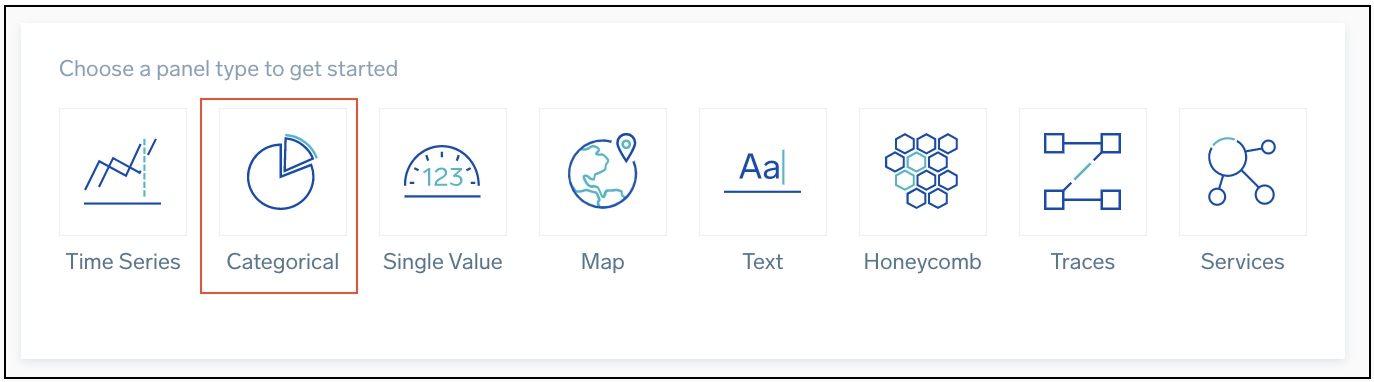 Choose a panel type to get started
123
Aa
Time Series
Categorical
Single Value
Map
Text
Honeycomb
Traces
Services